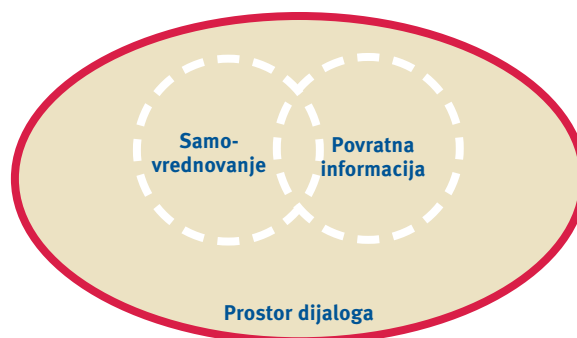 Samo-
vrednovanje
Povratna
informacija
Prostor dijaloga